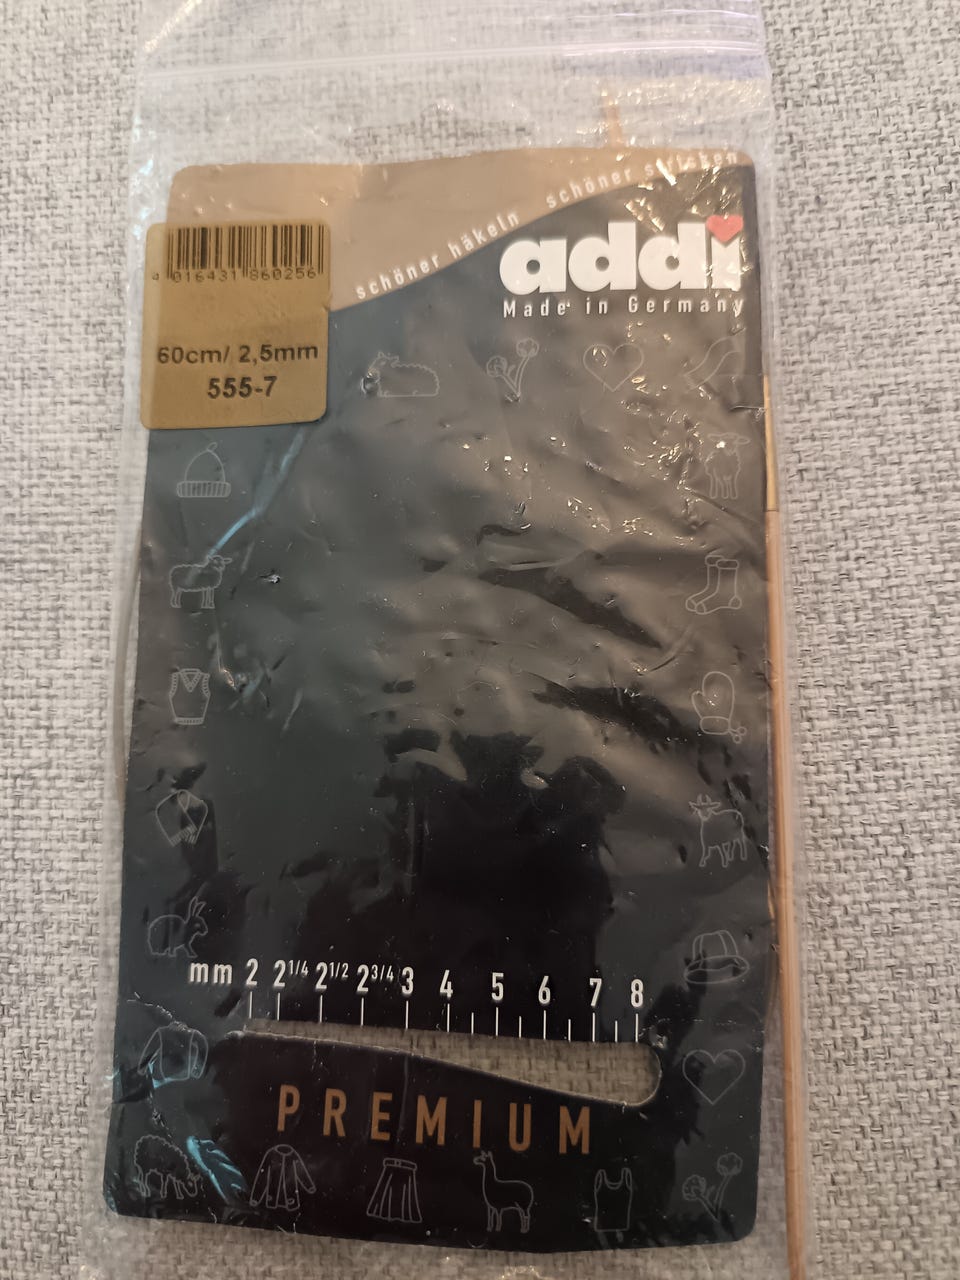 schöner häkeln schöner stricken
addi
Made in Germany
4 016431 860256
60cm/ 2,5mm
555-7
mm 2 2 1/4 2 1/2 2 3/4 3 4 5 6 7 8
PREMIUM